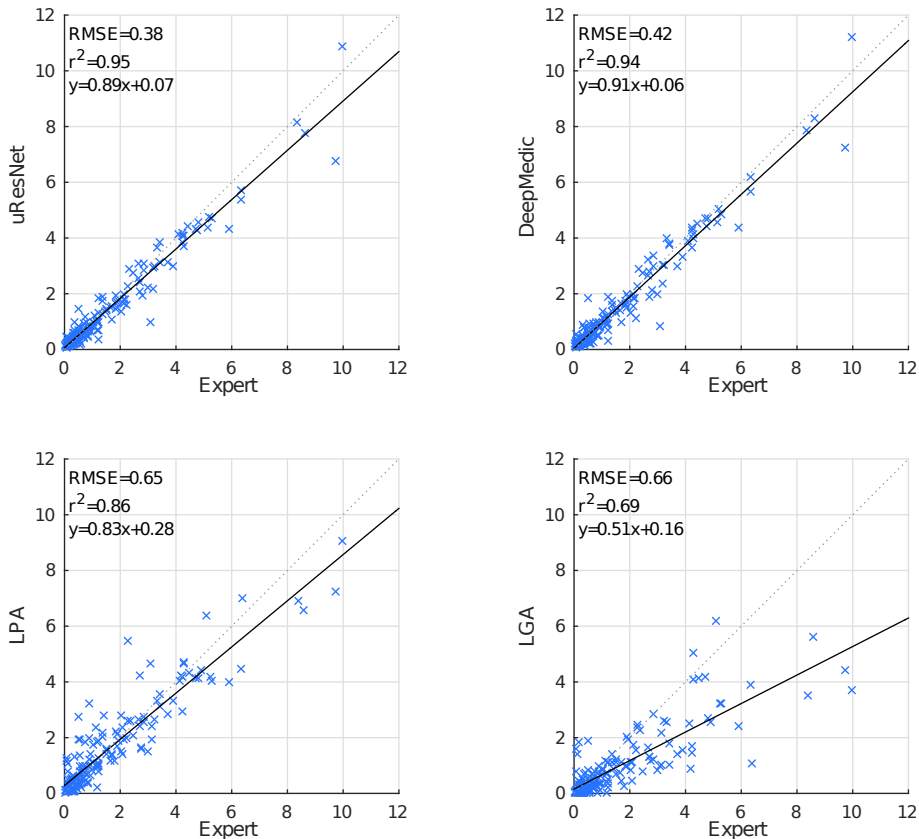 RMSE=0.38
r²=0.95
y=0.89x+0.07
12
10
8
6
4
2
0
uResNet
0 2 4 6 8 10 12
Expert
RMSE=0.42
r²=0.94
y=0.91x+0.06
12
10
8
6
4
2
0
DeepMedic
0 2 4 6 8 10 12
Expert
RMSE=0.65
r²=0.86
y=0.83x+0.28
12
10
8
6
4
2
0
LPA
0 2 4 6 8 10 12
Expert
RMSE=0.66
r²=0.69
y=0.51x+0.16
12
10
8
6
4
2
0
LGA
0 2 4 6 8 10 12
Expert